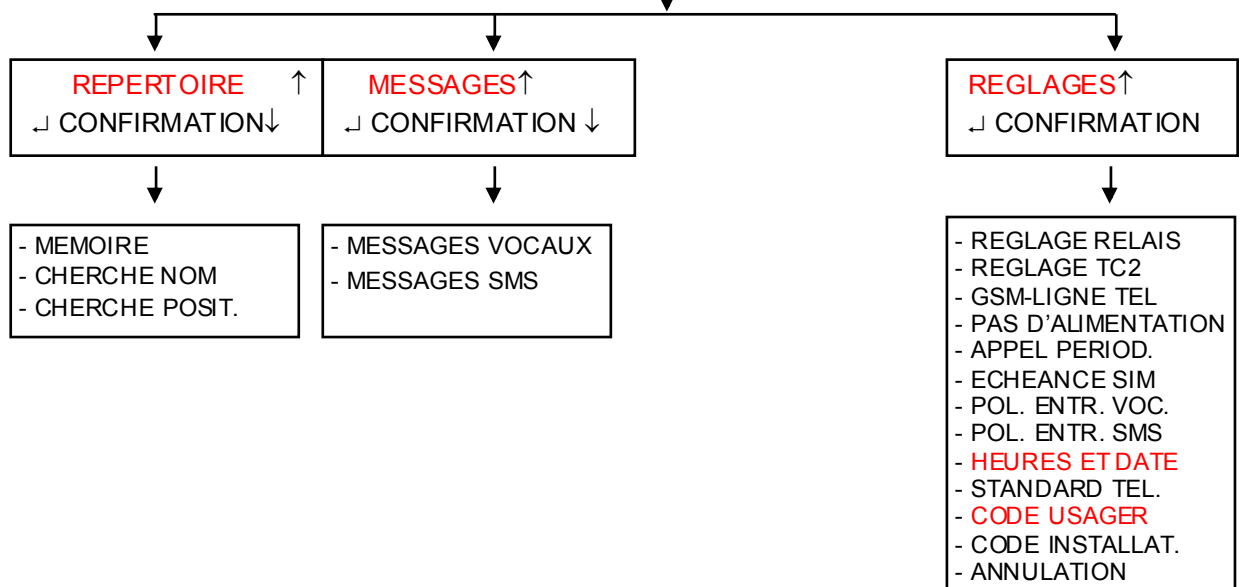 REPERTOIRE ↑
↵ CONFIRMATION↓
MESSAGES↑
↵ CONFIRMATION ↓
REGLAGES↑
↵ CONFIRMATION
- MEMOIRE
- CHERCHE NOM
- CHERCHE POSIT.
- MESSAGES VOCAUX
- MESSAGES SMS
- REGLAGE RELAIS
- REGLAGE TC2
- GSM-LIGNE TEL
- PAS D'ALIMENTATION
- APPEL PERIOD.
- ECHEANCE SIM
- POL. ENTR. VOC.
- POL. ENTR. SMS
- HEURES ET DATE
- STANDARD TEL.
- CODE USAGER
- CODE INSTALLAT.
- ANNULATION